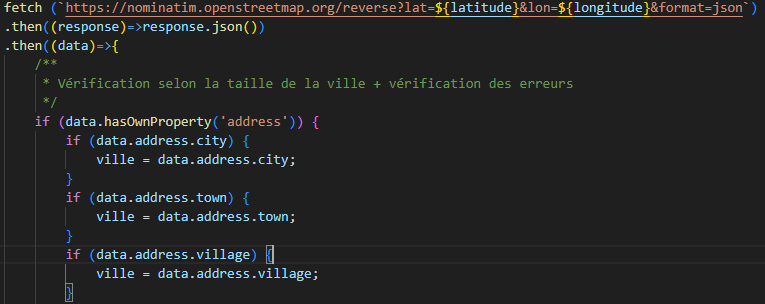 fetch (`https://nominatim.openstreetmap.org/reverse?lat=${latitude}&lon=${longitude}&format=json`)
.then((response)=>response.json())
.then((data)=>{
    /**
     * Vérification selon la taille de la ville + vérification des erreurs
     */
    if (data.hasOwnProperty('address')) {
        if (data.address.city) {
            ville = data.address.city;
        }
        if (data.address.town) {
            ville = data.address.town;
        }
        if (data.address.village) {
            ville = data.address.village;
        }